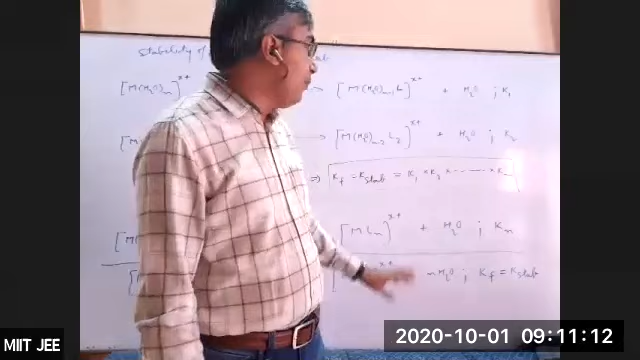 Stability of
[M(H₂O)ₙ]ˣ⁺ → [M(H₂O)ₙ₋₁L]ˣ⁺ + H₂O ; K₁
[M → [M(H₂O)ₙ₋₂L₂]ˣ⁺ + H₂O ; K₂
⇒ K_f = K_stab = K₁ × K₂ × ------ × Kₙ
[M [MLₙ]ˣ⁺ + H₂O ; Kₙ
nH₂O ; K_f = K_stab
MIIT JEE
2020-10-01 09:11:12